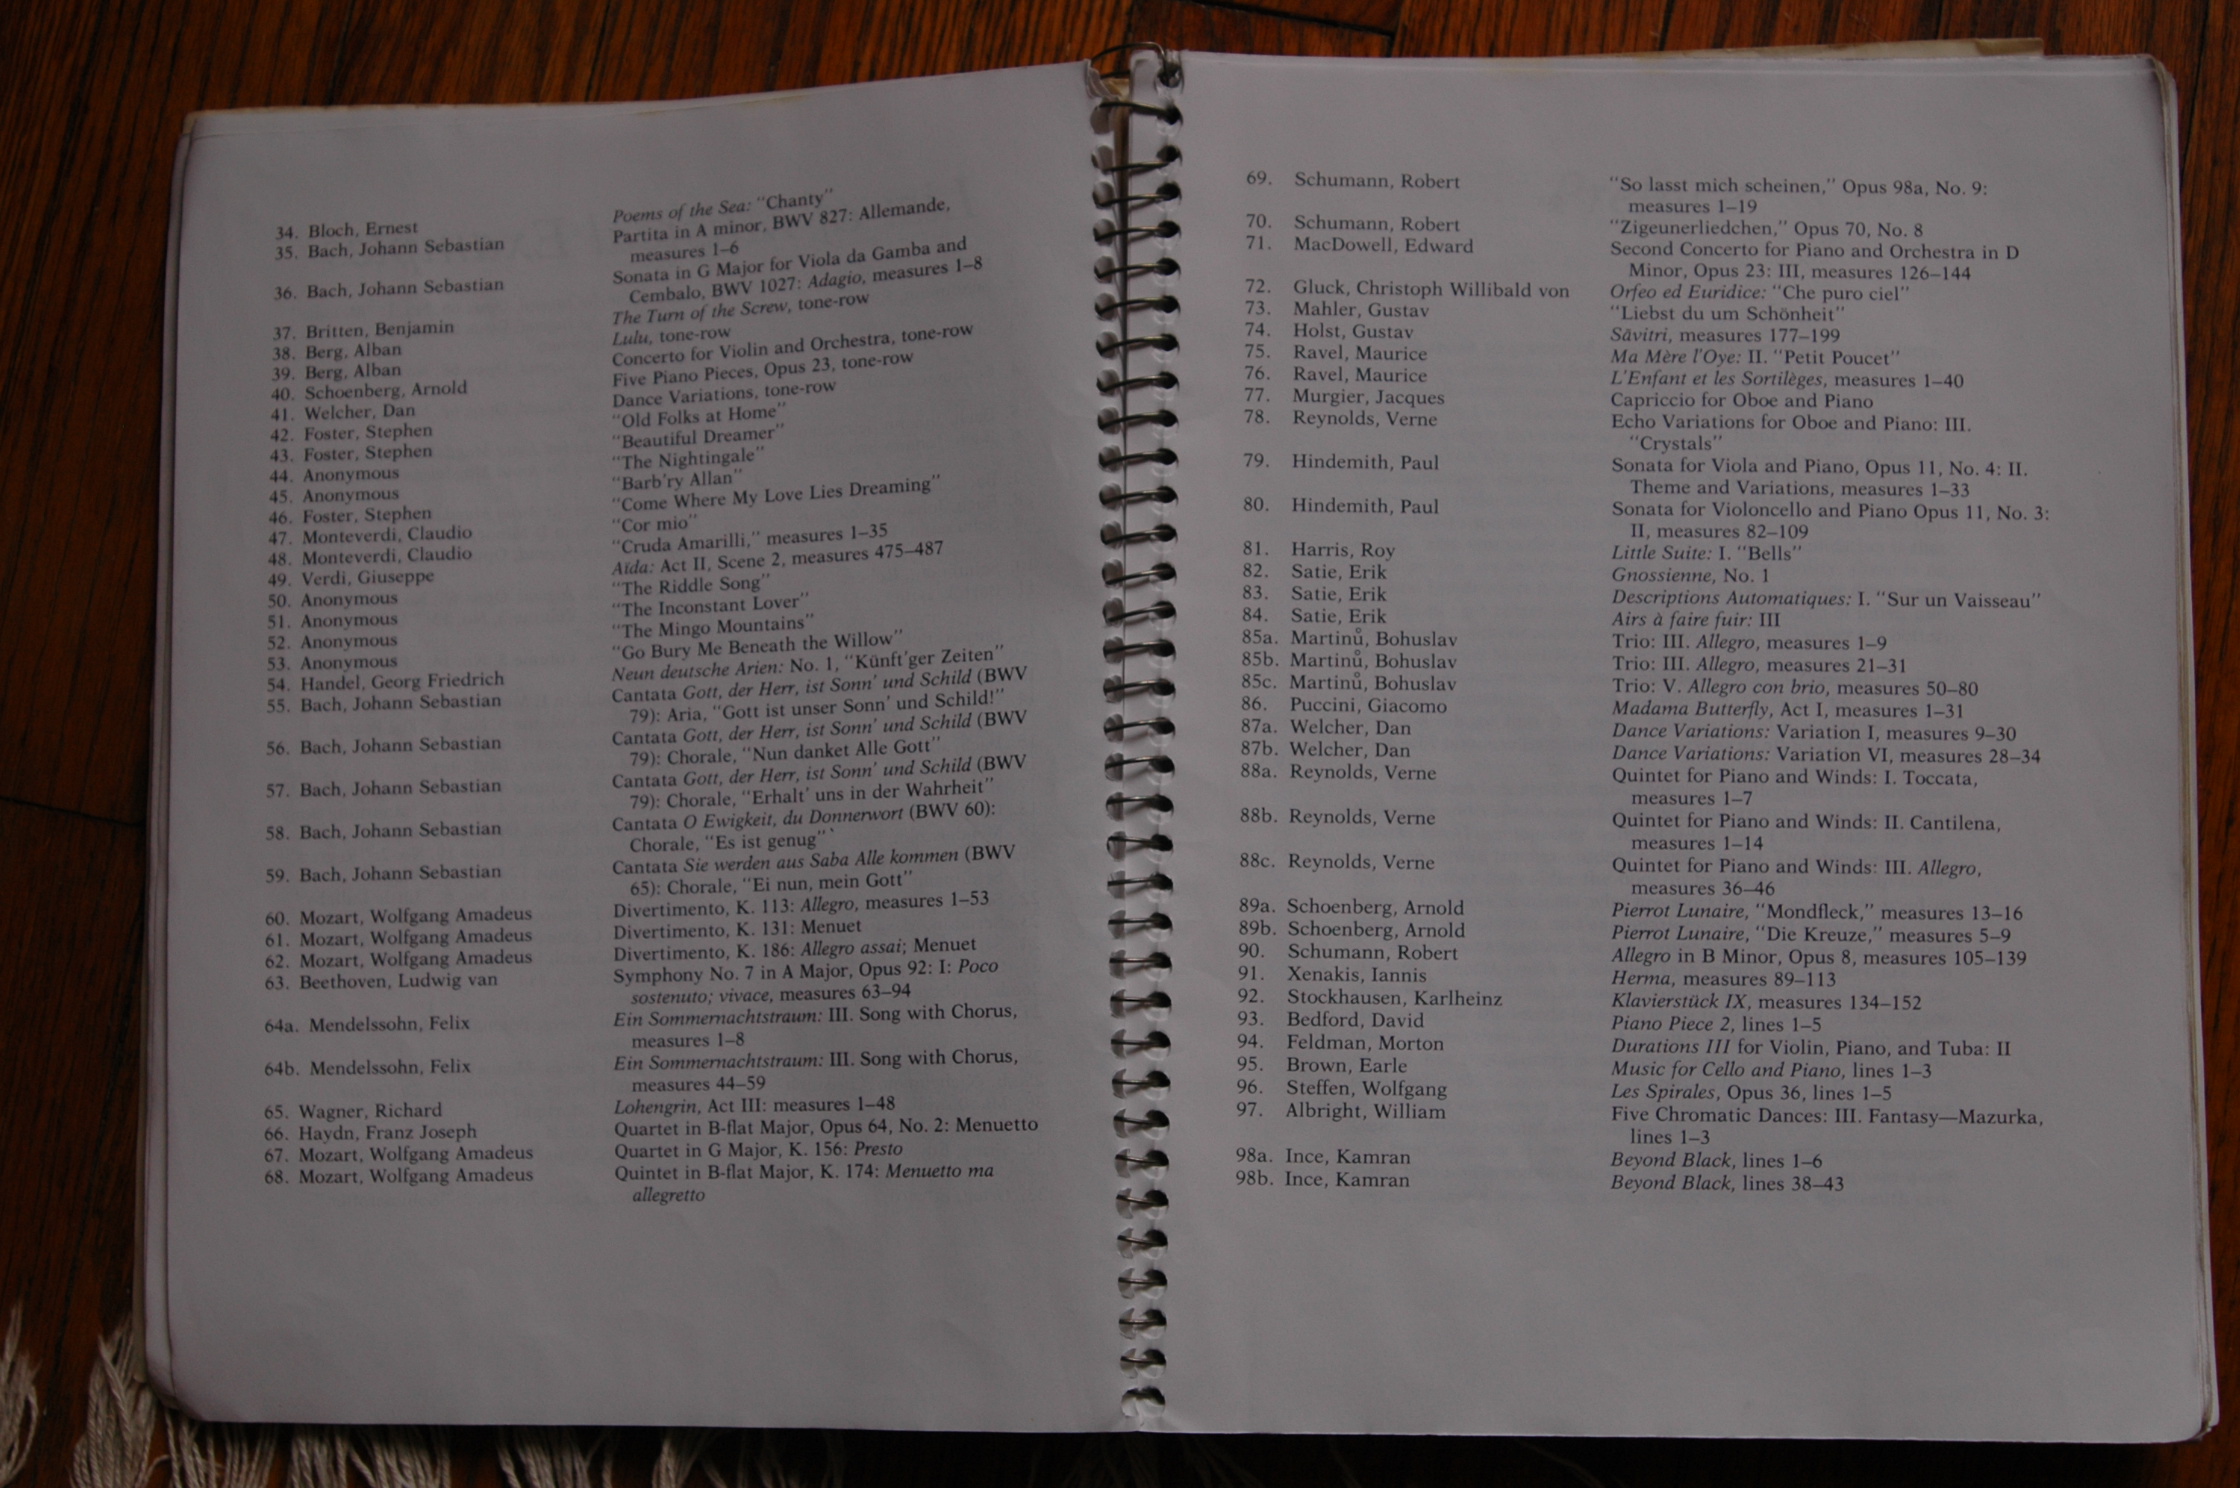 34. Bloch, Ernest Poems of the Sea: "Chanty"
35. Bach, Johann Sebastian Partita in A minor, BWV 827: Allemande,
measures 1–6
36. Bach, Johann Sebastian Sonata in G Major for Viola da Gamba and
Cembalo, BWV 1027: Adagio, measures 1–8
37. Britten, Benjamin The Turn of the Screw, tone-row
38. Berg, Alban Lulu, tone-row
39. Berg, Alban Concerto for Violin and Orchestra, tone-row
40. Schoenberg, Arnold Five Piano Pieces, Opus 23, tone-row
41. Welcher, Dan Dance Variations, tone-row
42. Foster, Stephen "Old Folks at Home"
43. Foster, Stephen "Beautiful Dreamer"
44. Anonymous "The Nightingale"
45. Anonymous "Barb'ry Allan"
46. Foster, Stephen "Come Where My Love Lies Dreaming"
47. Monteverdi, Claudio "Cor mio"
48. Monteverdi, Claudio "Cruda Amarilli," measures 1–35
49. Verdi, Giuseppe Aïda: Act II, Scene 2, measures 475–487
50. Anonymous "The Riddle Song"
51. Anonymous "The Inconstant Lover"
52. Anonymous "The Mingo Mountains"
53. Anonymous "Go Bury Me Beneath the Willow"
54. Handel, Georg Friedrich Neun deutsche Arien: No. 1, "Künft'ger Zeiten"
55. Bach, Johann Sebastian Cantata Gott, der Herr, ist Sonn' und Schild (BWV
79): Aria, "Gott ist unser Sonn' und Schild!"
56. Bach, Johann Sebastian Cantata Gott, der Herr, ist Sonn' und Schild (BWV
79): Chorale, "Nun danket Alle Gott"
57. Bach, Johann Sebastian Cantata Gott, der Herr, ist Sonn' und Schild (BWV
79): Chorale, "Erhalt' uns in der Wahrheit"
58. Bach, Johann Sebastian Cantata O Ewigkeit, du Donnerwort (BWV 60):
Chorale, "Es ist genug"
59. Bach, Johann Sebastian Cantata Sie werden aus Saba Alle kommen (BWV
65): Chorale, "Ei nun, mein Gott"
60. Mozart, Wolfgang Amadeus Divertimento, K. 113: Allegro, measures 1–53
61. Mozart, Wolfgang Amadeus Divertimento, K. 131: Menuet
62. Mozart, Wolfgang Amadeus Divertimento, K. 186: Allegro assai; Menuet
63. Beethoven, Ludwig van Symphony No. 7 in A Major, Opus 92: I: Poco
sostenuto; vivace, measures 63–94
64a. Mendelssohn, Felix Ein Sommernachtstraum: III. Song with Chorus,
measures 1–8
64b. Mendelssohn, Felix Ein Sommernachtstraum: III. Song with Chorus,
measures 44–59
65. Wagner, Richard Lohengrin, Act III: measures 1–48
66. Haydn, Franz Joseph Quartet in B-flat Major, Opus 64, No. 2: Menuetto
67. Mozart, Wolfgang Amadeus Quartet in G Major, K. 156: Presto
68. Mozart, Wolfgang Amadeus Quintet in B-flat Major, K. 174: Menuetto ma
allegretto
69. Schumann, Robert "So lasst mich scheinen," Opus 98a, No. 9:
measures 1–19
70. Schumann, Robert "Zigeunerliedchen," Opus 70, No. 8
71. MacDowell, Edward Second Concerto for Piano and Orchestra in D
Minor, Opus 23: III, measures 126–144
72. Gluck, Christoph Willibald von Orfeo ed Euridice: "Che puro ciel"
73. Mahler, Gustav "Liebst du um Schönheit"
74. Holst, Gustav Sāvitri, measures 177–199
75. Ravel, Maurice Ma Mère l'Oye: II. "Petit Poucet"
76. Ravel, Maurice L'Enfant et les Sortilèges, measures 1–40
77. Murgier, Jacques Capriccio for Oboe and Piano
78. Reynolds, Verne Echo Variations for Oboe and Piano: III.
"Crystals"
79. Hindemith, Paul Sonata for Viola and Piano, Opus 11, No. 4: II.
Theme and Variations, measures 1–33
80. Hindemith, Paul Sonata for Violoncello and Piano Opus 11, No. 3:
II, measures 82–109
81. Harris, Roy Little Suite: I. "Bells"
82. Satie, Erik Gnossienne, No. 1
83. Satie, Erik Descriptions Automatiques: I. "Sur un Vaisseau"
84. Satie, Erik Airs à faire fuir: III
85a. Martinů, Bohuslav Trio: III. Allegro, measures 1–9
85b. Martinů, Bohuslav Trio: III. Allegro, measures 21–31
85c. Martinů, Bohuslav Trio: V. Allegro con brio, measures 50–80
86. Puccini, Giacomo Madama Butterfly, Act I, measures 1–31
87a. Welcher, Dan Dance Variations: Variation I, measures 9–30
87b. Welcher, Dan Dance Variations: Variation VI, measures 28–34
88a. Reynolds, Verne Quintet for Piano and Winds: I. Toccata,
measures 1–7
88b. Reynolds, Verne Quintet for Piano and Winds: II. Cantilena,
measures 1–14
88c. Reynolds, Verne Quintet for Piano and Winds: III. Allegro,
measures 36–46
89a. Schoenberg, Arnold Pierrot Lunaire, "Mondfleck," measures 13–16
89b. Schoenberg, Arnold Pierrot Lunaire, "Die Kreuze," measures 5–9
90. Schumann, Robert Allegro in B Minor, Opus 8, measures 105–139
91. Xenakis, Iannis Herma, measures 89–113
92. Stockhausen, Karlheinz Klavierstück IX, measures 134–152
93. Bedford, David Piano Piece 2, lines 1–5
94. Feldman, Morton Durations III for Violin, Piano, and Tuba: II
95. Brown, Earle Music for Cello and Piano, lines 1–3
96. Steffen, Wolfgang Les Spirales, Opus 36, lines 1–5
97. Albright, William Five Chromatic Dances: III. Fantasy—Mazurka,
lines 1–3
98a. Ince, Kamran Beyond Black, lines 1–6
98b. Ince, Kamran Beyond Black, lines 38–43